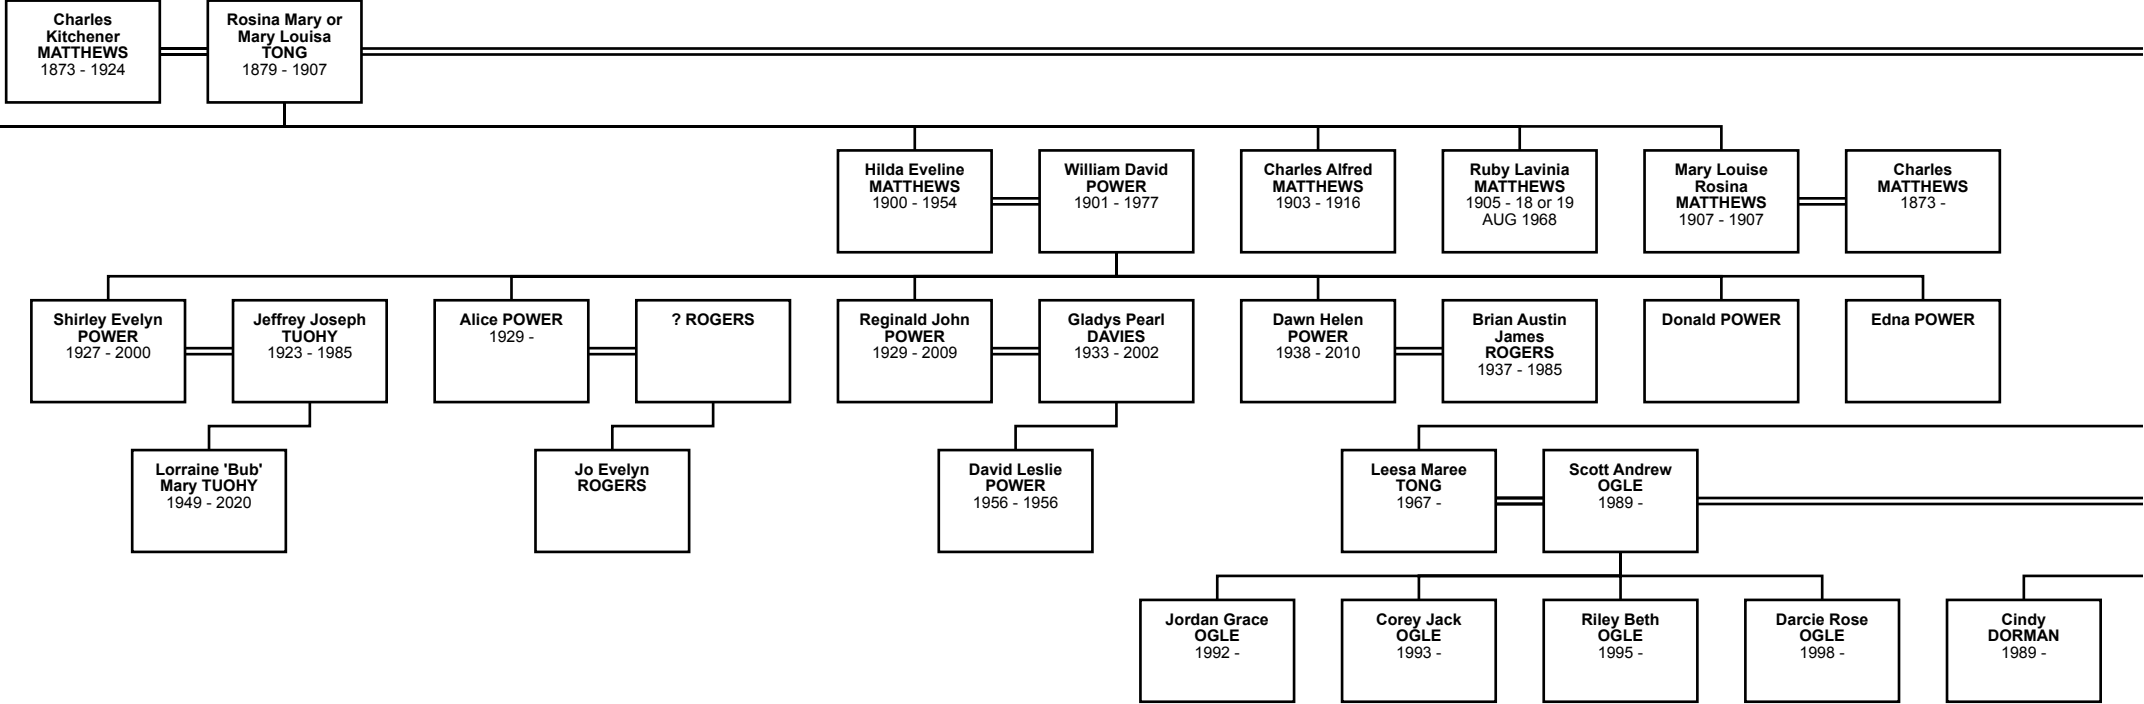 Charles
Kitchener
MATTHEWS
1873 - 1924
Rosina Mary or
Mary Louisa
TONG
1879 - 1907
Hilda Eveline
MATTHEWS
1900 - 1954
William David
POWER
1901 - 1977
Charles Alfred
MATTHEWS
1903 - 1916
Ruby Lavinia
MATTHEWS
1905 - 18 or 19
AUG 1968
Mary Louise
Rosina
MATTHEWS
1907 - 1907
Charles
MATTHEWS
1873 -
Shirley Evelyn
POWER
1927 - 2000
Jeffrey Joseph
TUOHY
1923 - 1985
Alice POWER
1929 -
? ROGERS
Reginald John
POWER
1929 - 2009
Gladys Pearl
DAVIES
1933 - 2002
Dawn Helen
POWER
1938 - 2010
Brian Austin
James
ROGERS
1937 - 1985
Donald POWER
Edna POWER
Lorraine 'Bub'
Mary TUOHY
1949 - 2020
Jo Evelyn
ROGERS
David Leslie
POWER
1956 - 1956
Leesa Maree
TONG
1967 -
Scott Andrew
OGLE
1989 -
Jordan Grace
OGLE
1992 -
Corey Jack
OGLE
1993 -
Riley Beth
OGLE
1995 -
Darcie Rose
OGLE
1998 -
Cindy
DORMAN
1989 -